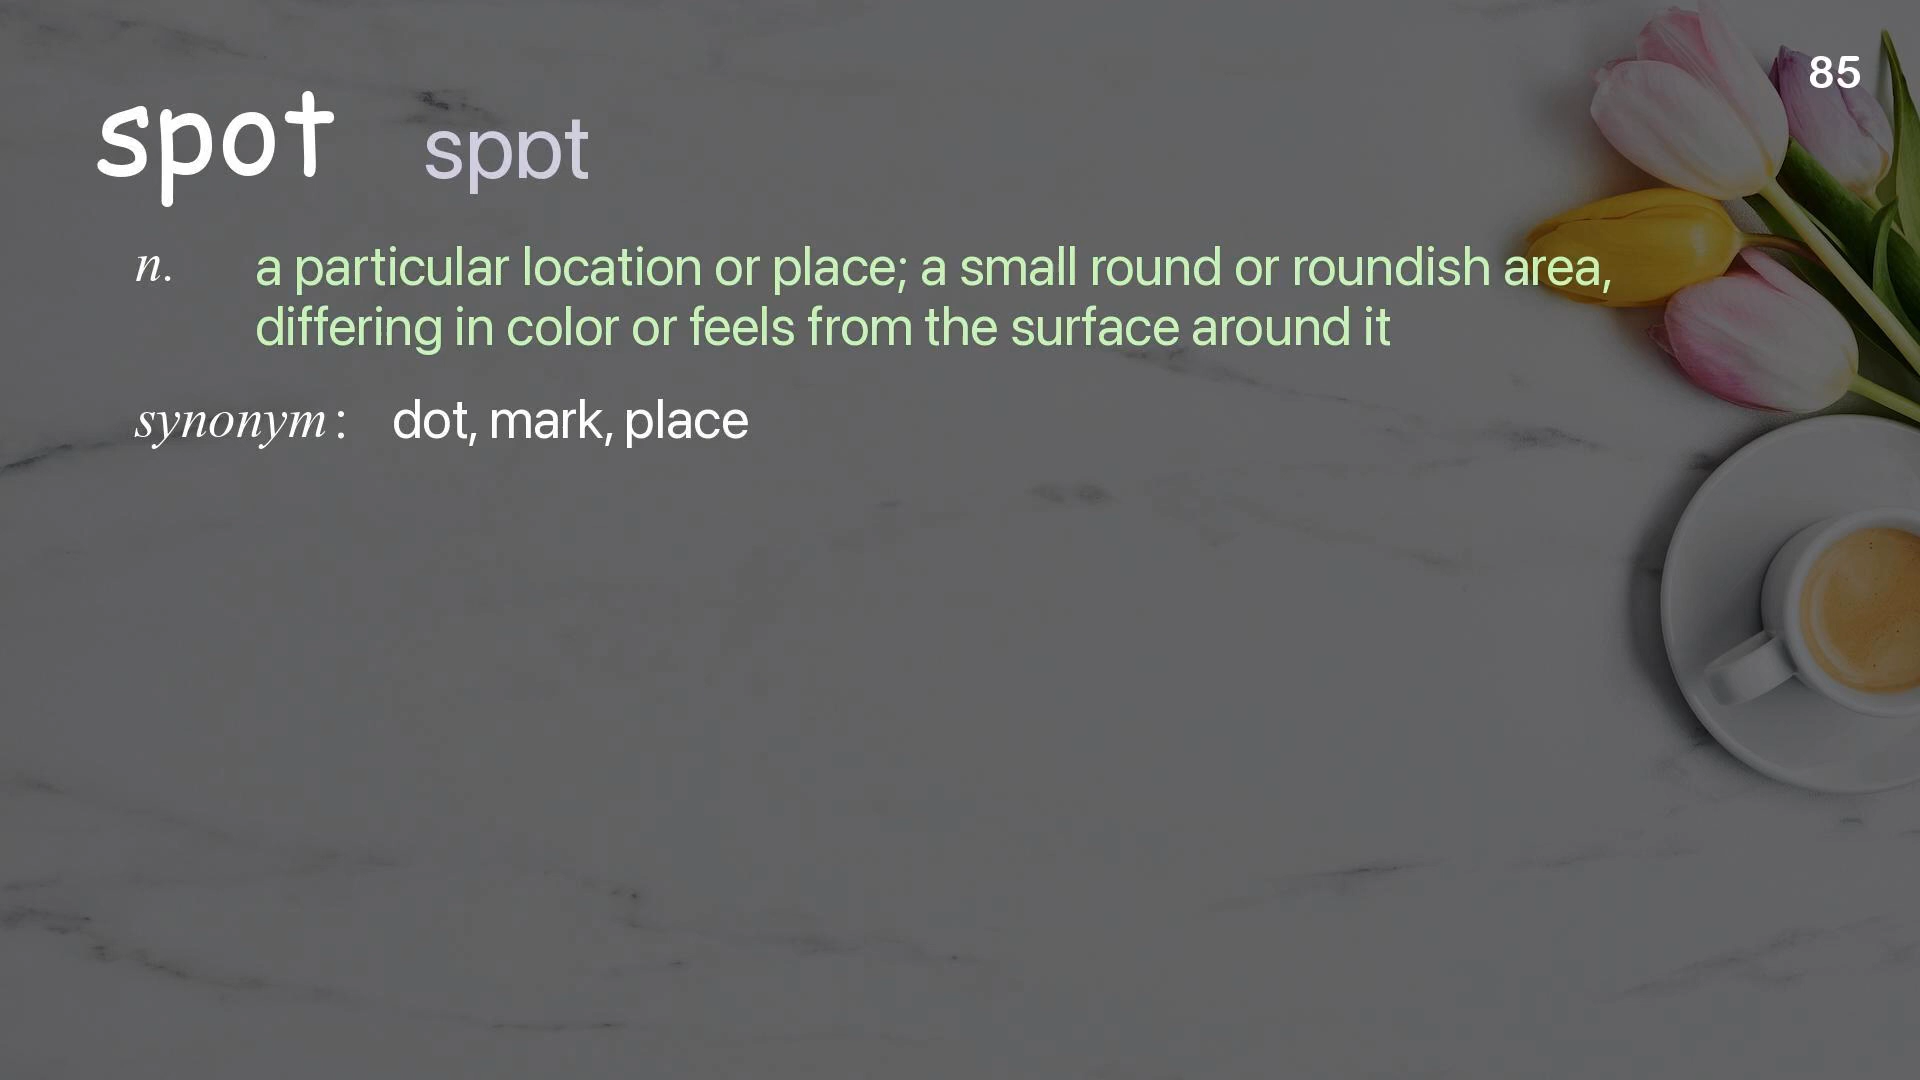 85
spot spɒt
n. a particular location or place; a small round or roundish area,
differing in color or feels from the surface around it
synonym: dot, mark, place